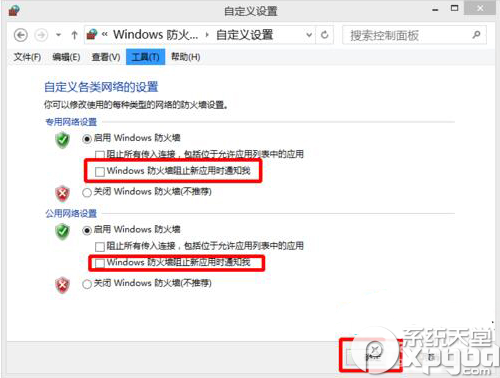 自定义设置
« Windows 防火... ▸ 自定义设置
搜索控制面板
文件(F) 编辑(E) 查看(V) 工具(T) 帮助(H)
自定义各类网络的设置
你可以修改使用的每种类型的网络的防火墙设置。
专用网络设置
启用 Windows 防火墙
阻止所有传入连接，包括位于允许应用列表中的应用
Windows 防火墙阻止新应用时通知我
关闭 Windows 防火墙(不推荐)
公用网络设置
启用 Windows 防火墙
阻止所有传入连接，包括位于允许应用列表中的应用
Windows 防火墙阻止新应用时通知我
关闭 Windows 防火墙(不推荐)
系统天堂